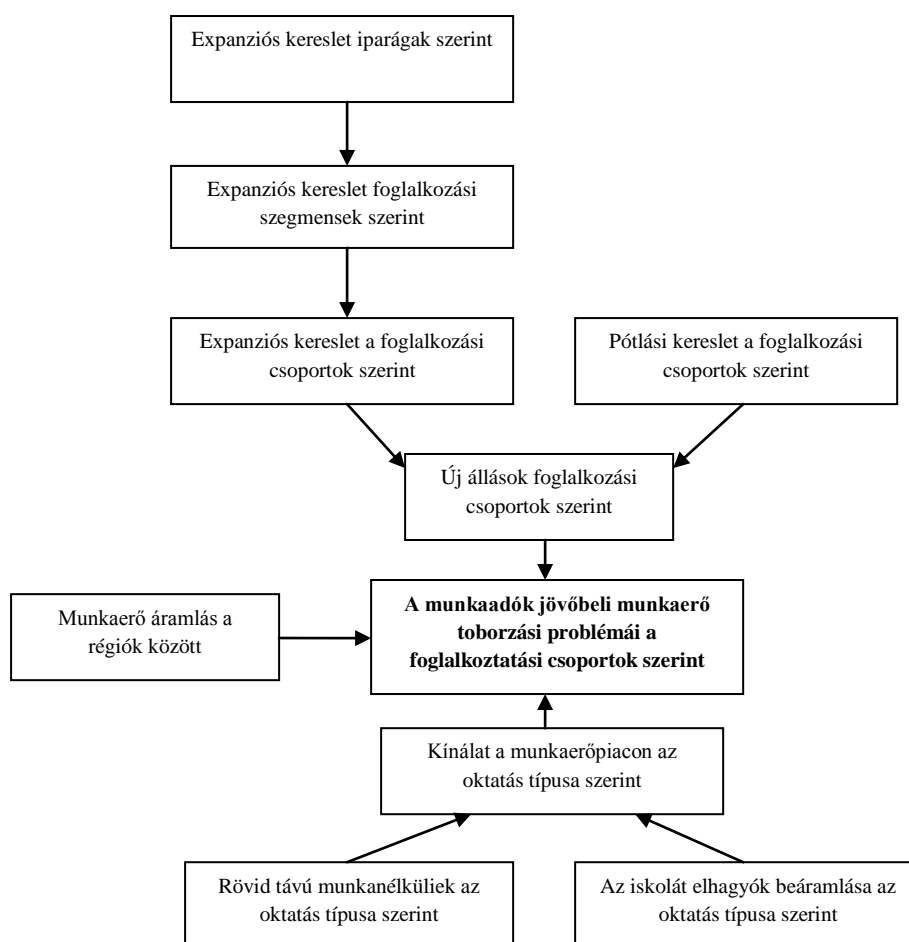 Expanziós kereslet iparágak szerint
Expanziós kereslet foglalkozási
szegmensek szerint
Expanziós kereslet a foglalkozási
csoportok szerint
Pótlási kereslet a foglalkozási
csoportok szerint
Új állások foglalkozási
csoportok szerint
Munkaerő áramlás a
régiók között
A munkaadók jövőbeli munkaerő
toborzási problémái a
foglalkoztatási csoportok szerint
Kínálat a munkaerőpiacon az
oktatás típusa szerint
Rövid távú munkanélküliek az
oktatás típusa szerint
Az iskolát elhagyók beáramlása az
oktatás típusa szerint